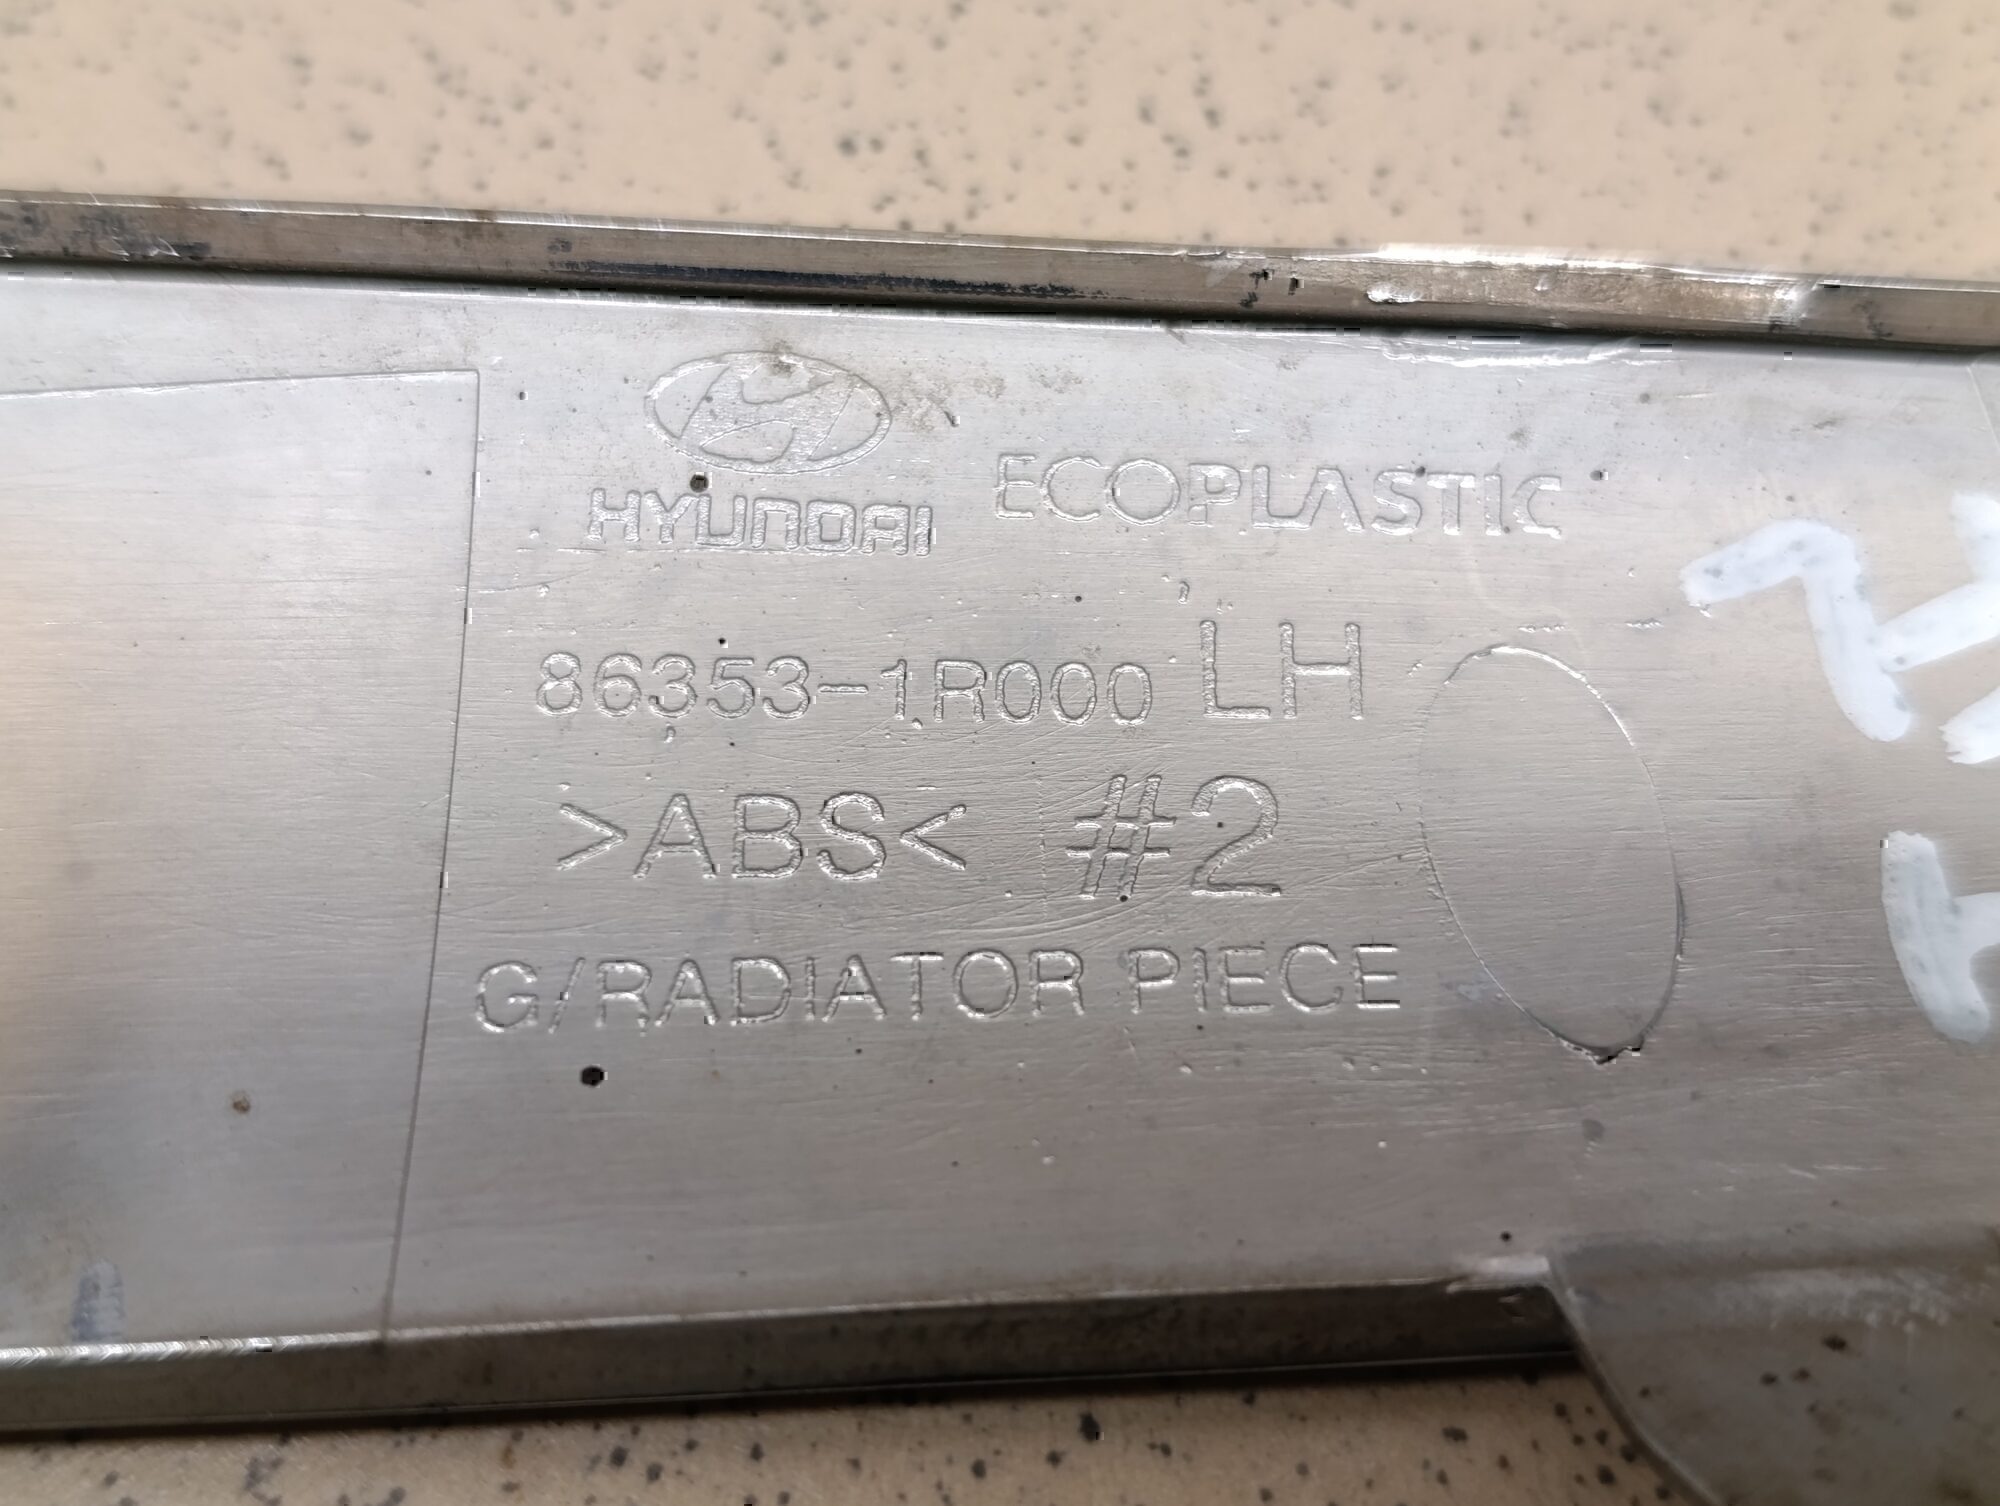 HYUNDAI ECOPLASTIC
86353-1R000 LH
>ABS< #2
G/RADIATOR PIECE